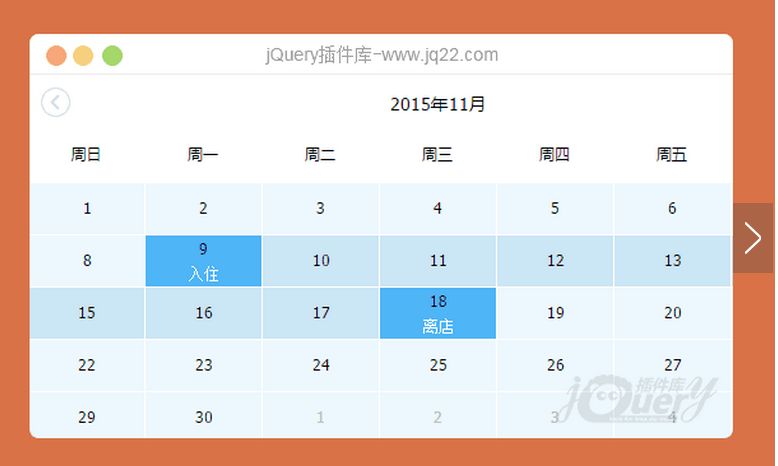 jQuery插件库-www.jq22.com
2015年11月
周日 周一 周二 周三 周四 周五
1 2 3 4 5 6
8 9 10 11 12 13
入住
15 16 17 18 19 20
离店
22 23 24 25 26 27
插件库
jQuery
29 30 1 2 3 4